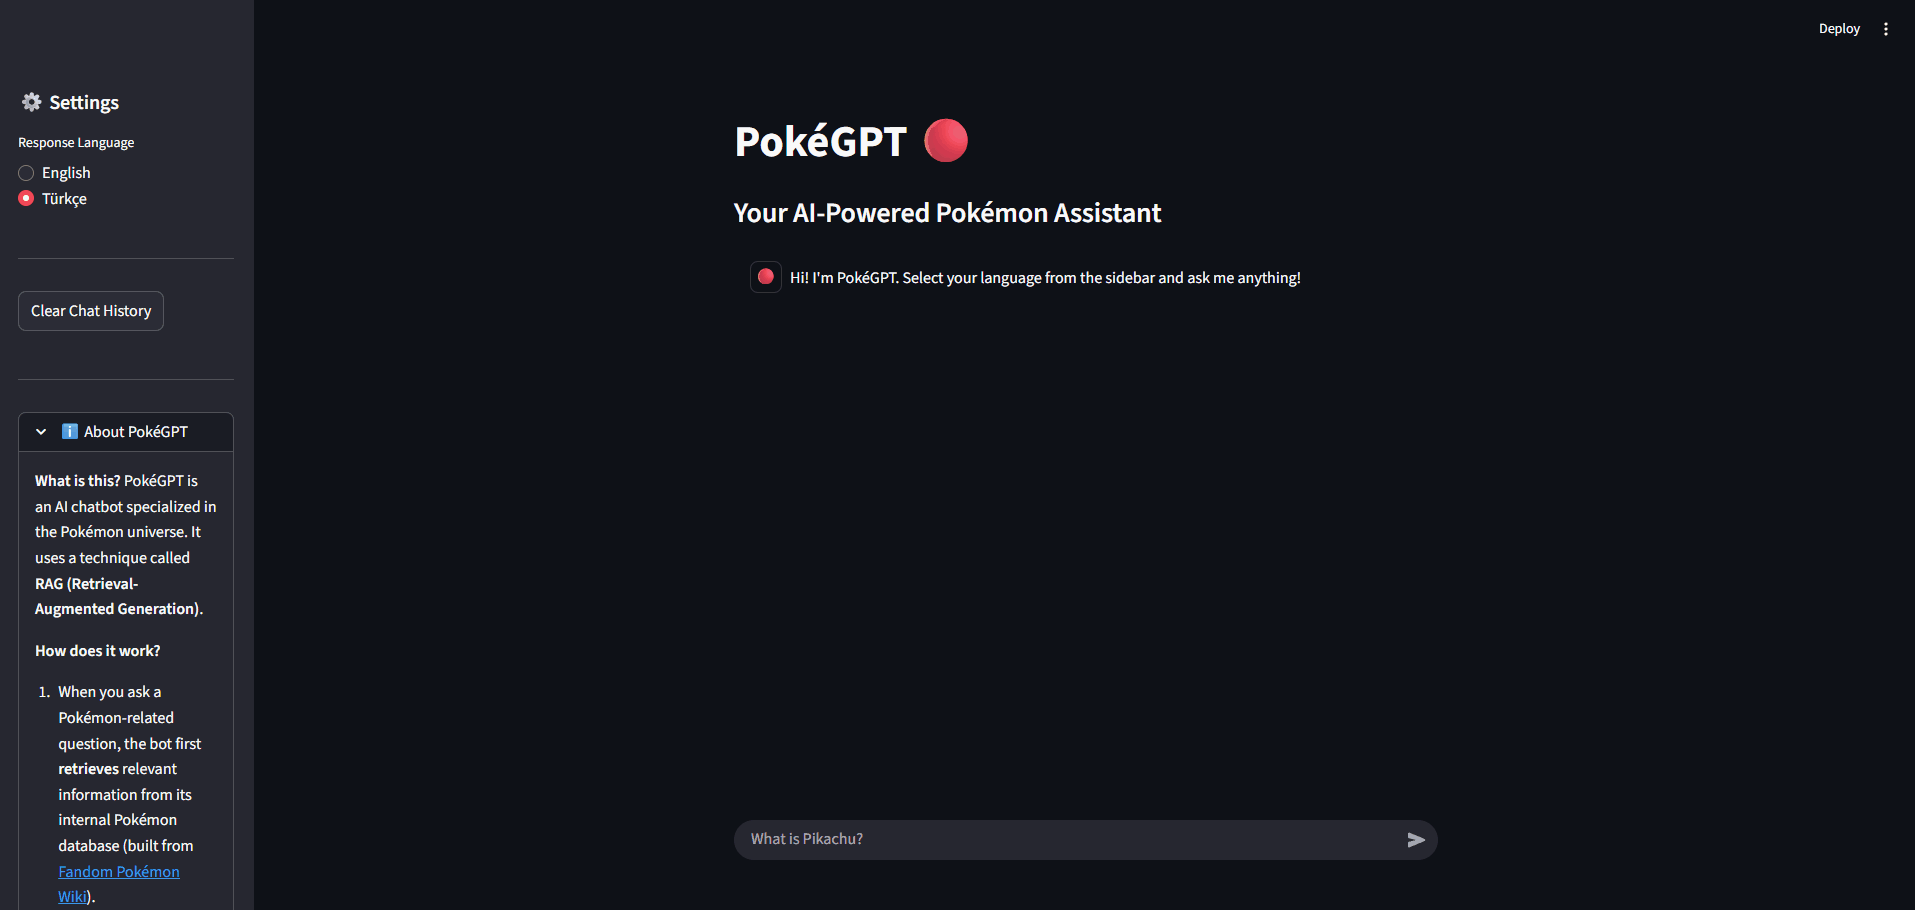 Deploy
Settings
Response Language
English
Türkçe
Clear Chat History
About PokéGPT
What is this? PokéGPT is
an AI chatbot specialized in
the Pokémon universe. It
uses a technique called
RAG (Retrieval-
Augmented Generation).
How does it work?
1. When you ask a
Pokémon-related
question, the bot first
retrieves relevant
information from its
internal Pokémon
database (built from
Fandom Pokémon
Wiki).
PokéGPT
Your AI-Powered Pokémon Assistant
Hi! I'm PokéGPT. Select your language from the sidebar and ask me anything!
What is Pikachu?